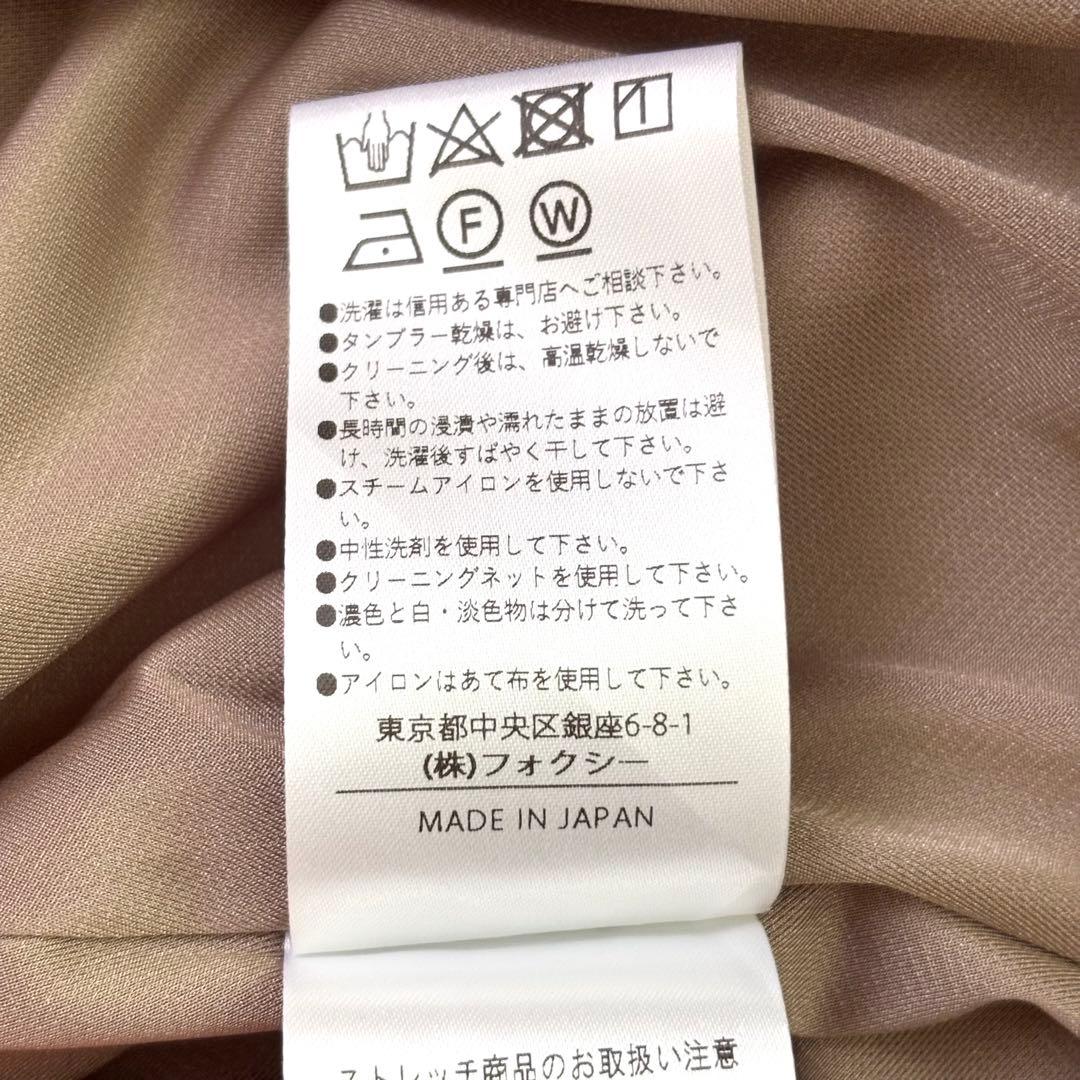 1
F W
●洗濯は信用ある専門店へご相談下さい。
●タンブラー乾燥は、お避け下さい。
●クリーニング後は、高温乾燥しないで
下さい。
●長時間の浸漬や濡れたままの放置は避
け、洗濯後すばやく干して下さい。
●スチームアイロンを使用しないで下さ
い。
●中性洗剤を使用して下さい。
●クリーニングネットを使用して下さい。
●濃色と白・淡色物は分けて洗って下さ
い。
●アイロンはあて布を使用して下さい。
東京都中央区銀座6-8-1
(株)フォクシー
MADE IN JAPAN
ストレッチ商品のお取扱い注意